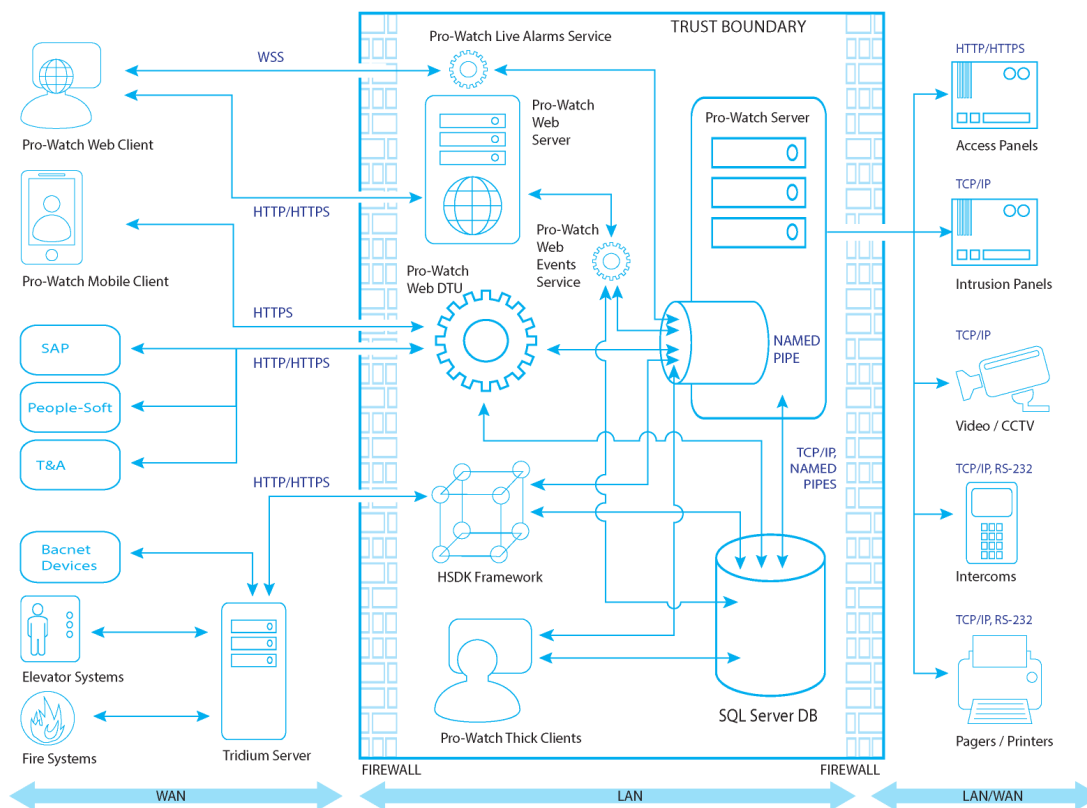 TRUST BOUNDARY
Pro-Watch Live Alarms Service
WSS
HTTP/HTTPS
Pro-Watch
Web
Server
Pro-Watch Server
Pro-Watch Web Client
Access Panels
HTTP/HTTPS
TCP/IP
Pro-Watch
Web
Events
Service
Pro-Watch Mobile Client
Pro-Watch
Web DTU
Intrusion Panels
HTTPS
TCP/IP
NAMED
PIPE
SAP
HTTP/HTTPS
People-Soft
Video / CCTV
T&A
TCP/IP,
NAMED
PIPES
TCP/IP, RS-232
HTTP/HTTPS
Bacnet
Devices
HSDK Framework
Intercoms
TCP/IP, RS-232
Elevator Systems
SQL Server DB
Fire Systems
Tridium Server
Pro-Watch Thick Clients
Pagers / Printers
FIREWALL
FIREWALL
WAN
LAN
LAN/WAN